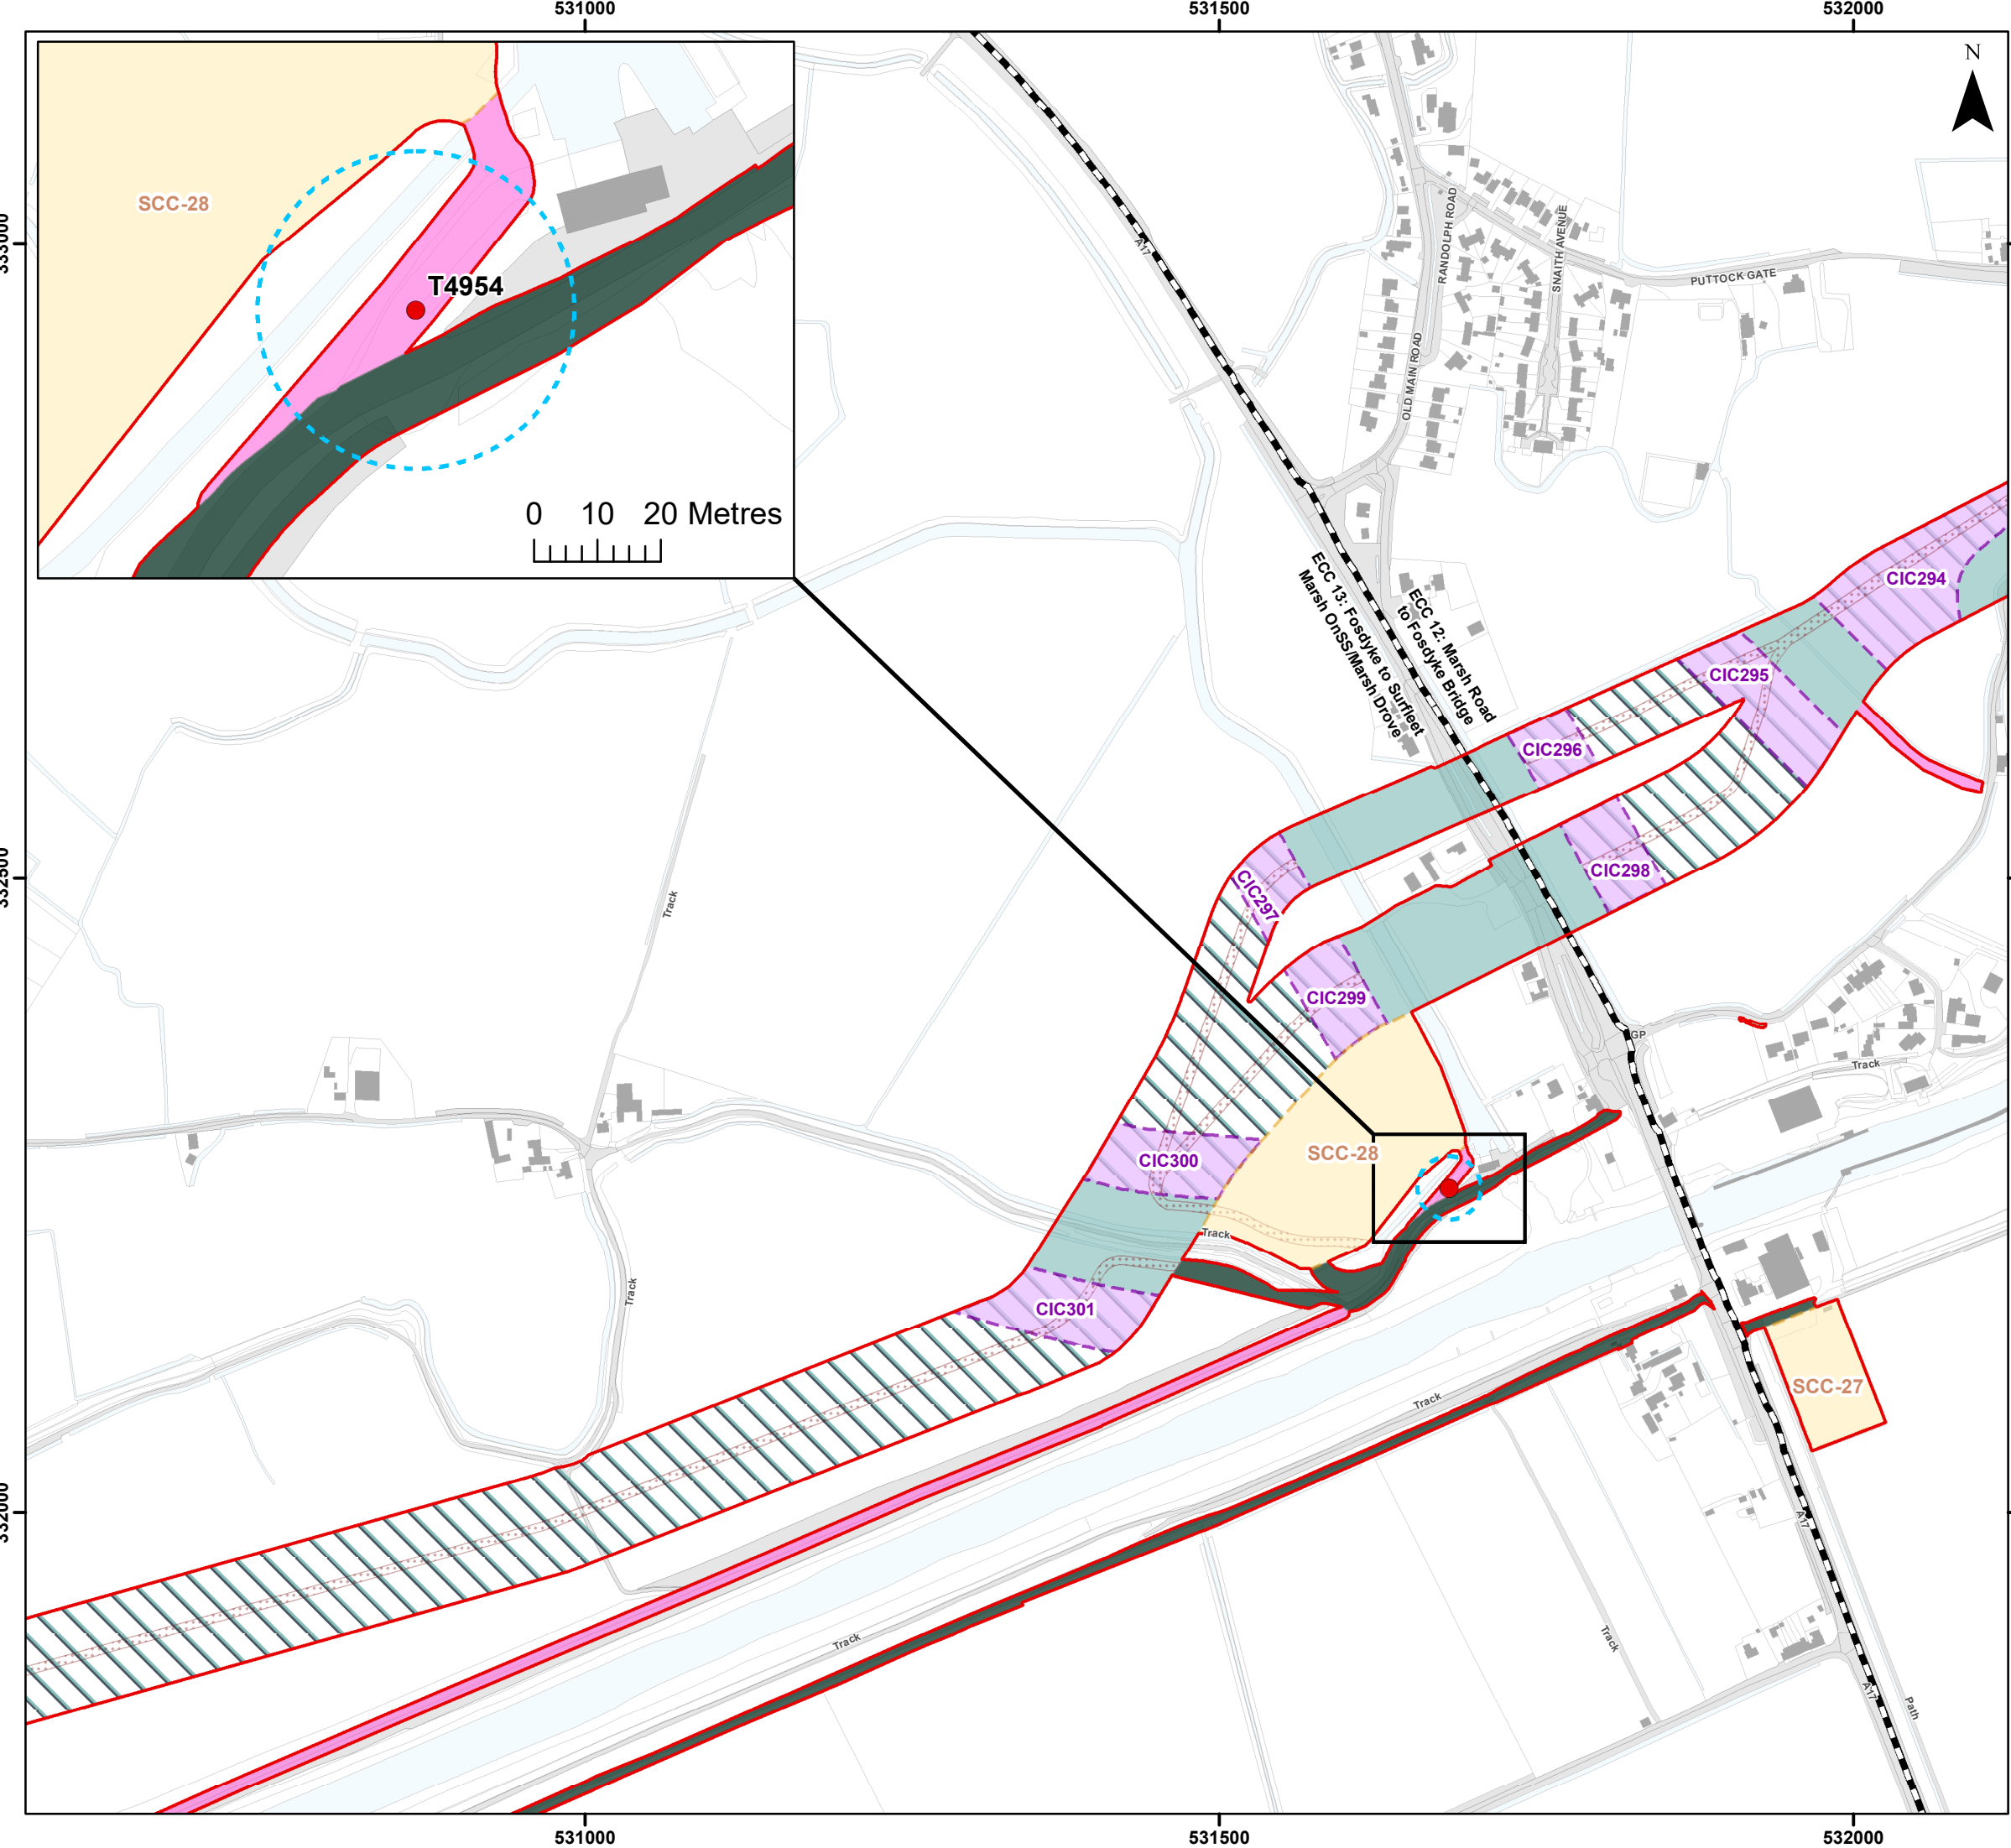 531000
531500
532000
N
SCC-28
T4954
0 10 20 Metres
A17
RANDOLPH ROAD
SNAITH AVENUE
PUTTOCK GATE
OLD MAIN ROAD
ECC 13: Fosdyke to Surfleet
Marsh OnSS/Marsh Drove
ECC 12: Marsh Road
to Fosdyke Bridge
CIC294
CIC295
CIC296
CIC298
CIC297
CIC299
Track
GP
Track
SCC-28
CIC300
Track
CIC301
Track
SCC-27
Track
A17
Track
Track
A17
Path
531000
531500
532000